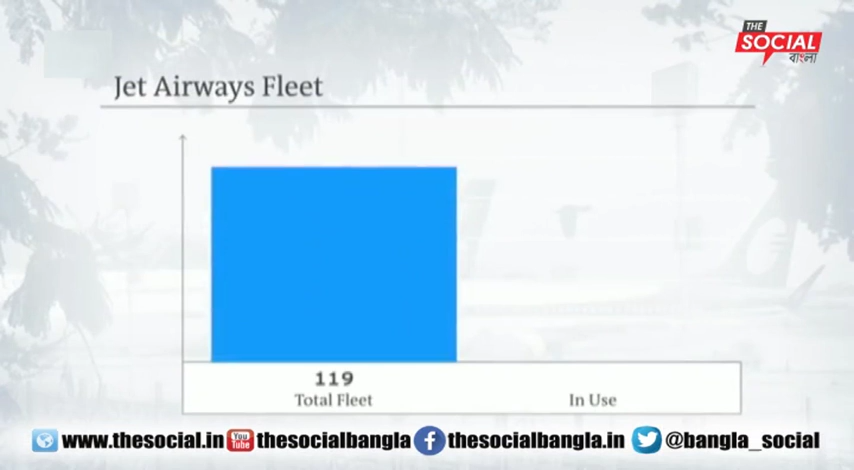 THE
SOCIAL
বাংলা
Jet Airways Fleet
119
Total Fleet
In Use
www.thesocial.in You Tube thesocialbangla f thesocialbangla.in @bangla_social